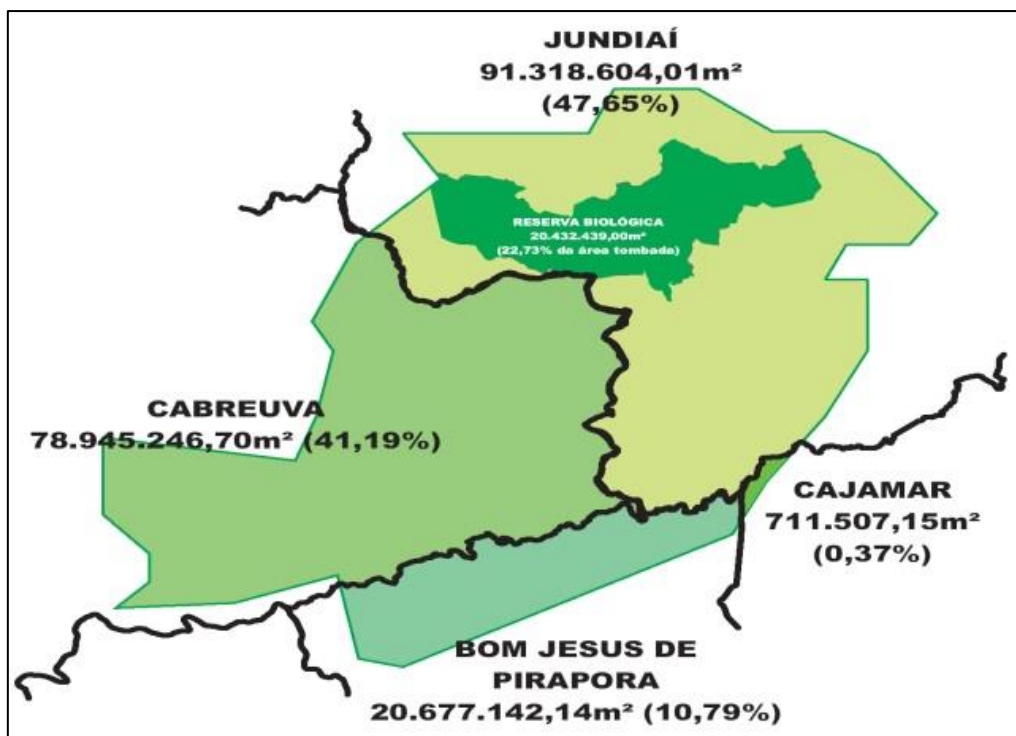 JUNDIAÍ
91.318.604,01m²
(47,65%)
RESERVA BIOLÓGICA
20.432.439,00m²
(22,73% da área tombada)
CABREUVA
78.945.246,70m² (41,19%)
CAJAMAR
711.507,15m²
(0,37%)
BOM JESUS DE
PIRAPORA
20.677.142,14m² (10,79%)